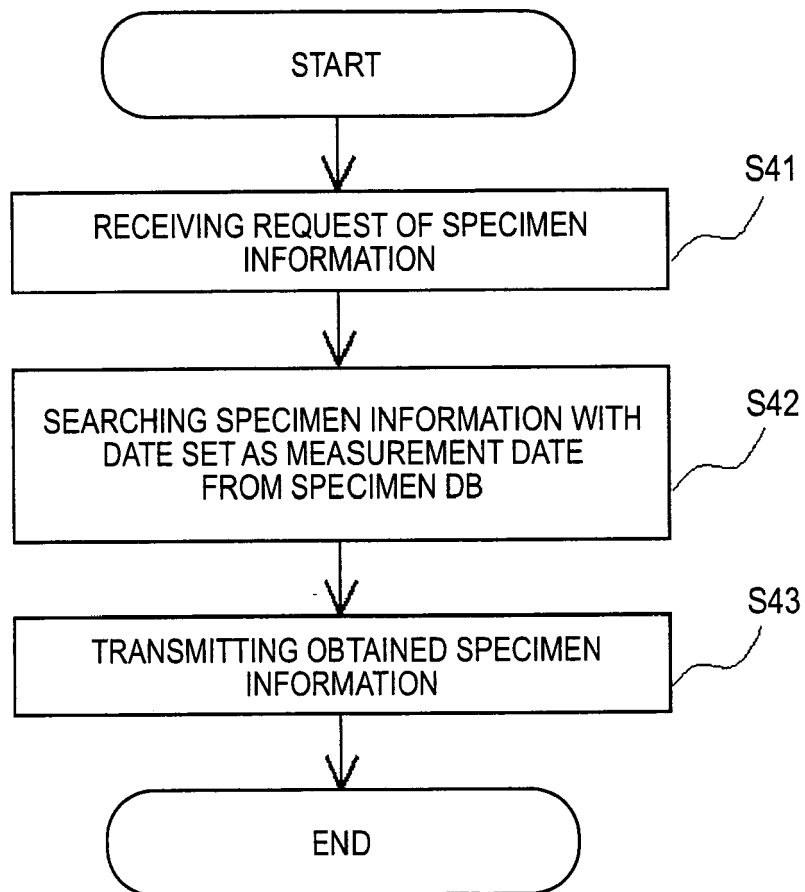 START
S41
RECEIVING REQUEST OF SPECIMEN
INFORMATION
S42
SEARCHING SPECIMEN INFORMATION WITH
DATE SET AS MEASUREMENT DATE
FROM SPECIMEN DB
S43
TRANSMITTING OBTAINED SPECIMEN
INFORMATION
END